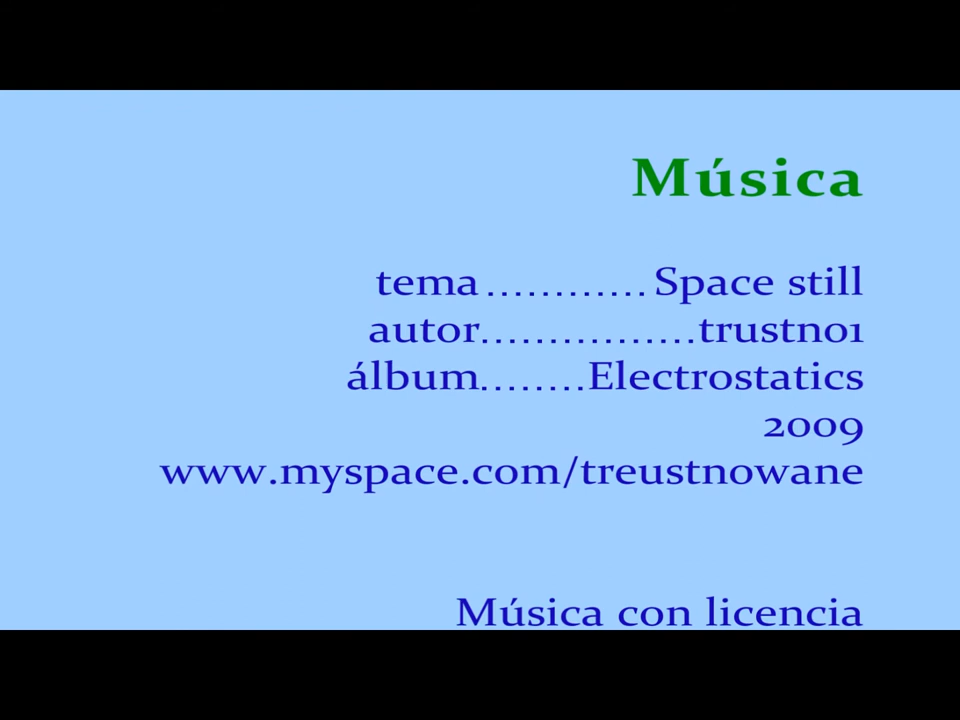 Música
tema ............ Space still
autor................trustno1
álbum........Electrostatics
2009
www.myspace.com/treustnowane
Música con licencia